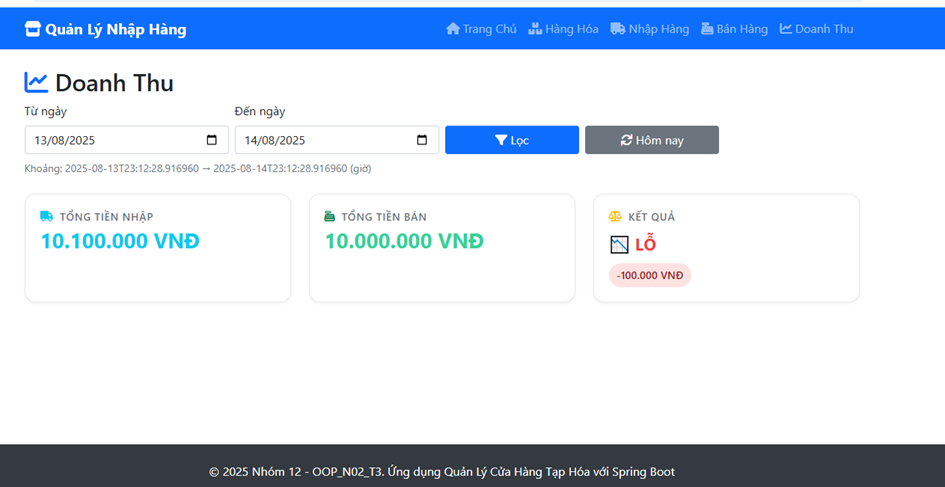 Quản Lý Nhập Hàng
Trang Chủ Hàng Hóa Nhập Hàng Bán Hàng Doanh Thu
Doanh Thu
Từ ngày Đến ngày
13/08/2025 14/08/2025 Lọc Hôm nay
Khoảng: 2025-08-13T23:12:28.916960 → 2025-08-14T23:12:28.916960 (giờ)
TỔNG TIỀN NHẬP
10.100.000 VNĐ
TỔNG TIỀN BÁN
10.000.000 VNĐ
KẾT QUẢ
LỖ
-100.000 VNĐ
© 2025 Nhóm 12 - OOP_N02_T3. Ứng dụng Quản Lý Cửa Hàng Tạp Hóa với Spring Boot